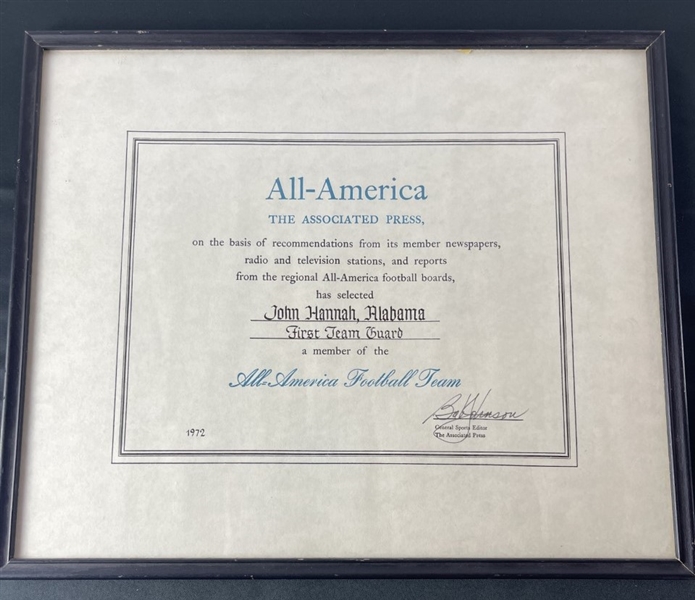 All-America
THE ASSOCIATED PRESS,
on the basis of recommendations from its member newspapers,
radio and television stations, and reports
from the regional All-America football boards,
has selected
John Hannah, Alabama
First Team Guard
a member of the
All-America Football Team
1972
General Sports Editor
The Associated Press